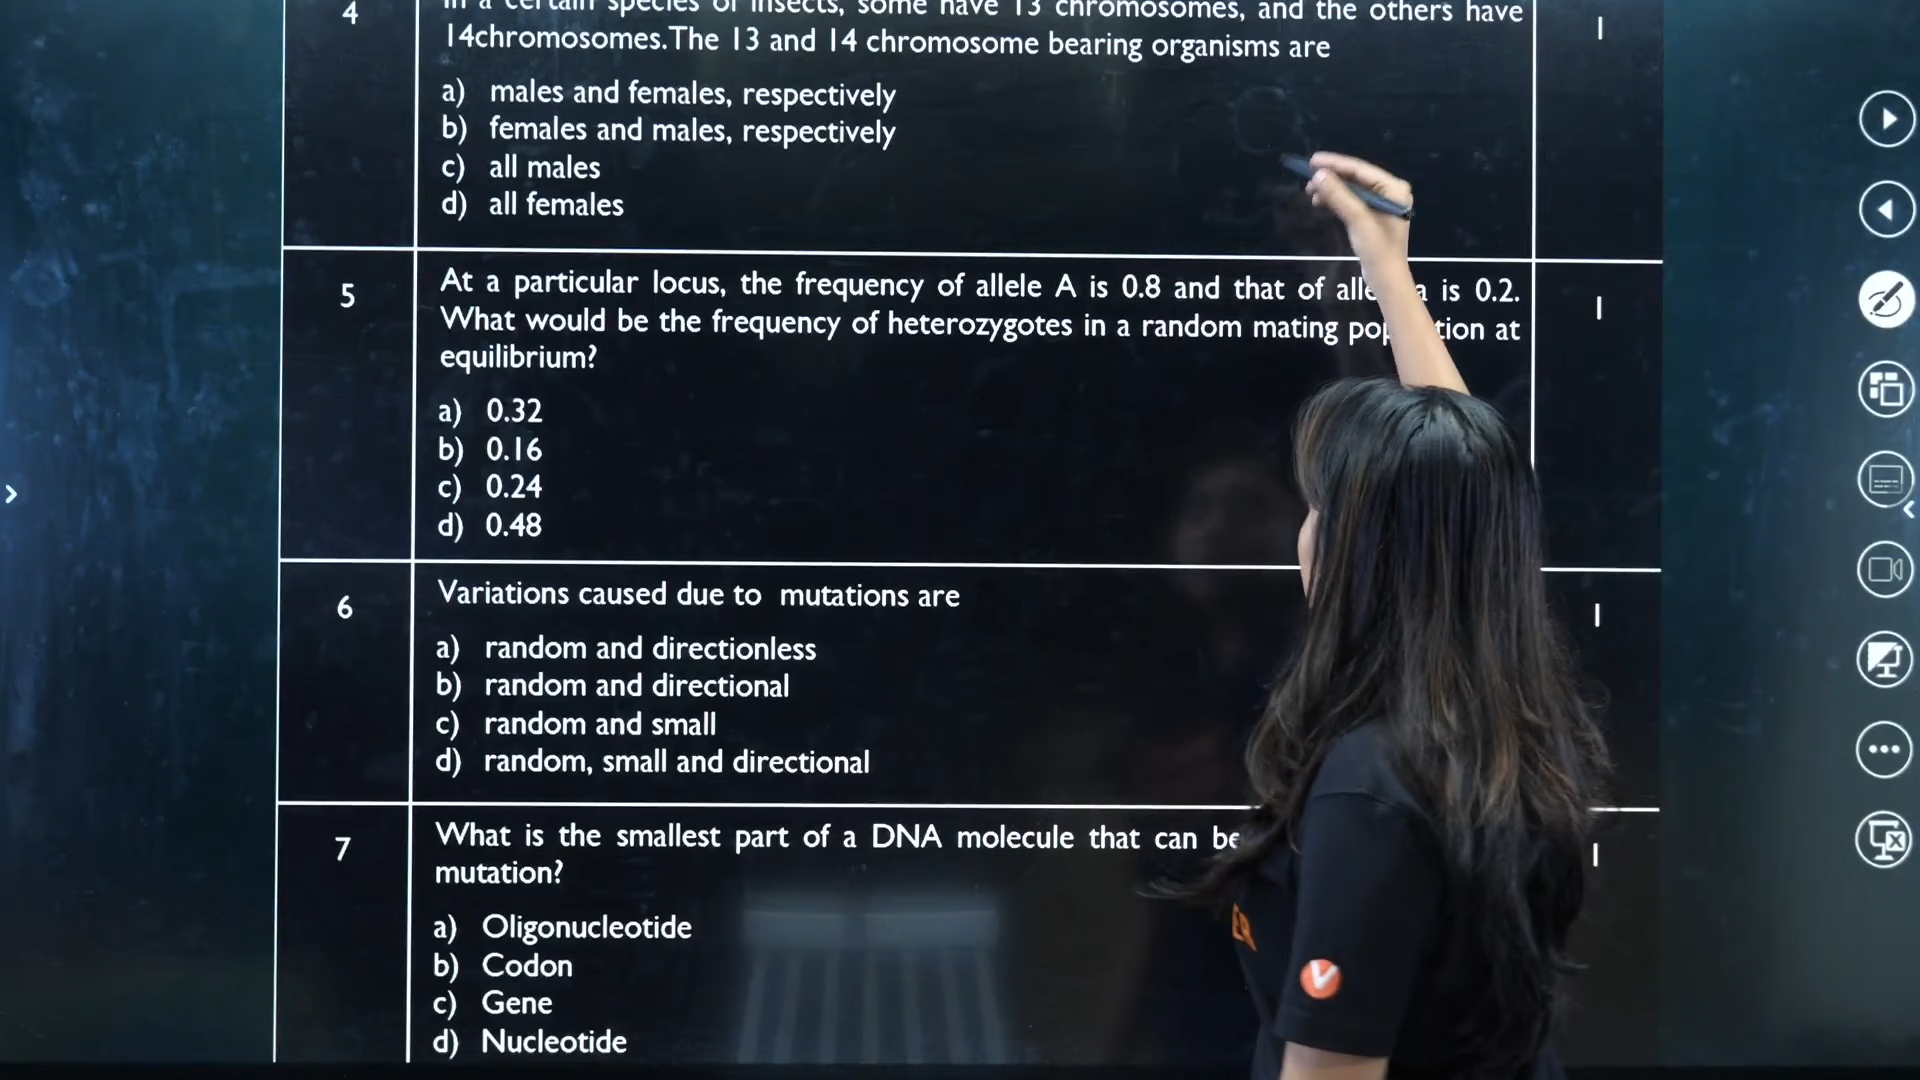 4
In a certain species of insects, some have 13 chromosomes, and the others have
14chromosomes.The 13 and 14 chromosome bearing organisms are
1
a) males and females, respectively
b) females and males, respectively
c) all males
d) all females
5
At a particular locus, the frequency of allele A is 0.8 and that of a is 0.2.
What would be the frequency of heterozygotes in a random mating at
equilibrium?
1
a) 0.32
b) 0.16
c) 0.24
d) 0.48
6
Variations caused due to mutations are
1
a) random and directionless
b) random and directional
c) random and small
d) random, small and directional
7
What is the smallest part of a DNA molecule that can be
mutation?
1
a) Oligonucleotide
b) Codon
c) Gene
d) Nucleotide
V